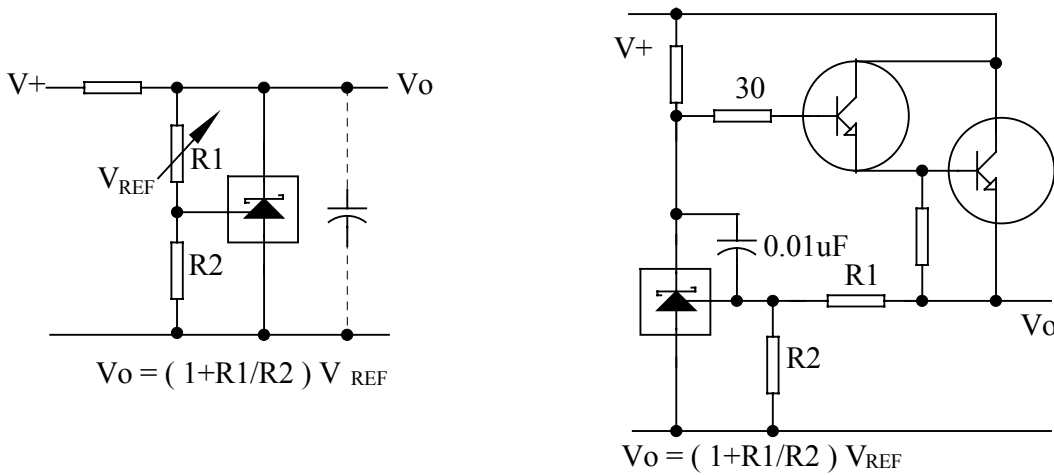 V+
Vo
R1
VREF
R2
Vo = ( 1+R1/R2 ) V REF
V+
30
0.01uF
R1
Vo
R2
Vo = ( 1+R1/R2 ) VREF